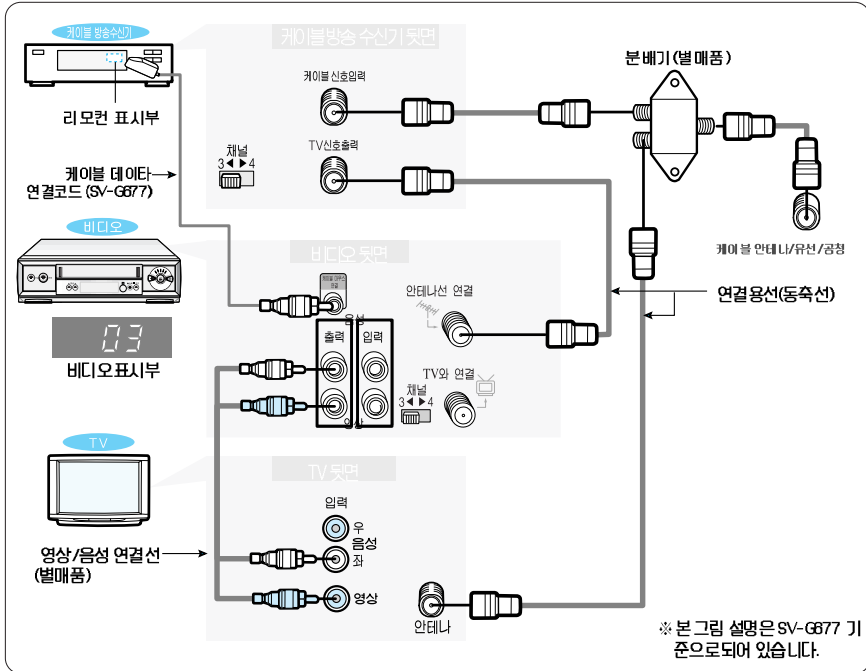 케이블 방송수신기
케이블방송 수신기 뒷면
분배기(별매품)
케이블신호입력
리모컨 표시부
TV신호출력
채널
3◀ ▶4
케이블 데이타
연결코드 (SV-G677)
케이블 안테나/유선/공청
비디오
비디오 뒷면
연결
안테나선 연결
연결용선(동축선)
음성
출력
입력
03
비디오표시부
TV와 연결
채널
3◀ ▶4
영상
TV
TV 뒷면
입력
우
음성
좌
영상/음성 연결선
(별매품)
영상
안테나
※ 본그림 설명은 SV-G677 기
준으로되어 있습니다.